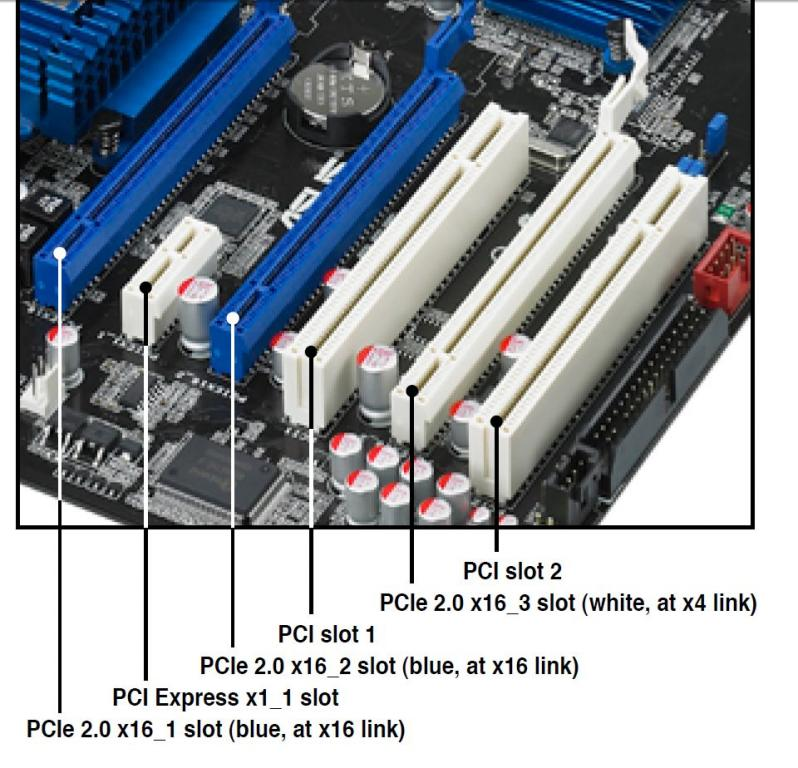 PCI slot 2
PCIe 2.0 x16_3 slot (white, at x4 link)
PCI slot 1
PCIe 2.0 x16_2 slot (blue, at x16 link)
PCI Express x1_1 slot
PCIe 2.0 x16_1 slot (blue, at x16 link)